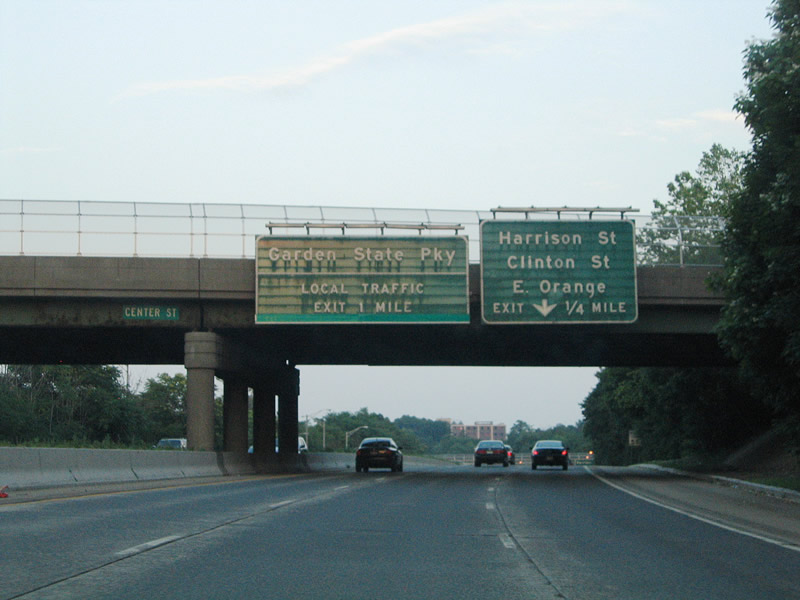 CENTER ST
Garden State Pky
LOCAL TRAFFIC
EXIT 1 MILE
Harrison St
Clinton St
E. Orange
EXIT 1/4 MILE